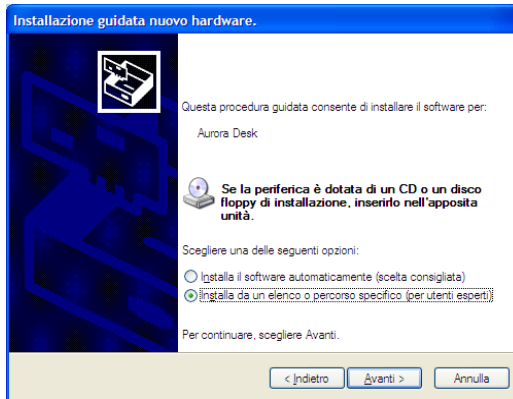 Installazione guidata nuovo hardware.
Questa procedura guidata consente di installare il software per:
Aurora Desk
Se la periferica è dotata di un CD o un disco
floppy di installazione, inserirlo nell'apposita
unità.
Scegliere una delle seguenti opzioni:
Installa il software automaticamente (scelta consigliata)
Installa da un elenco o percorso specifico (per utenti esperti)
Per continuare, scegliere Avanti.
< Indietro Avanti > Annulla